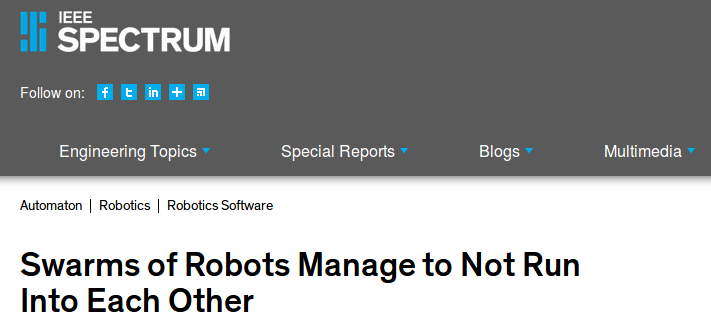 IEEE
SPECTRUM
Follow on:
Engineering Topics Special Reports Blogs Multimedia
Automaton | Robotics | Robotics Software
Swarms of Robots Manage to Not Run
Into Each Other